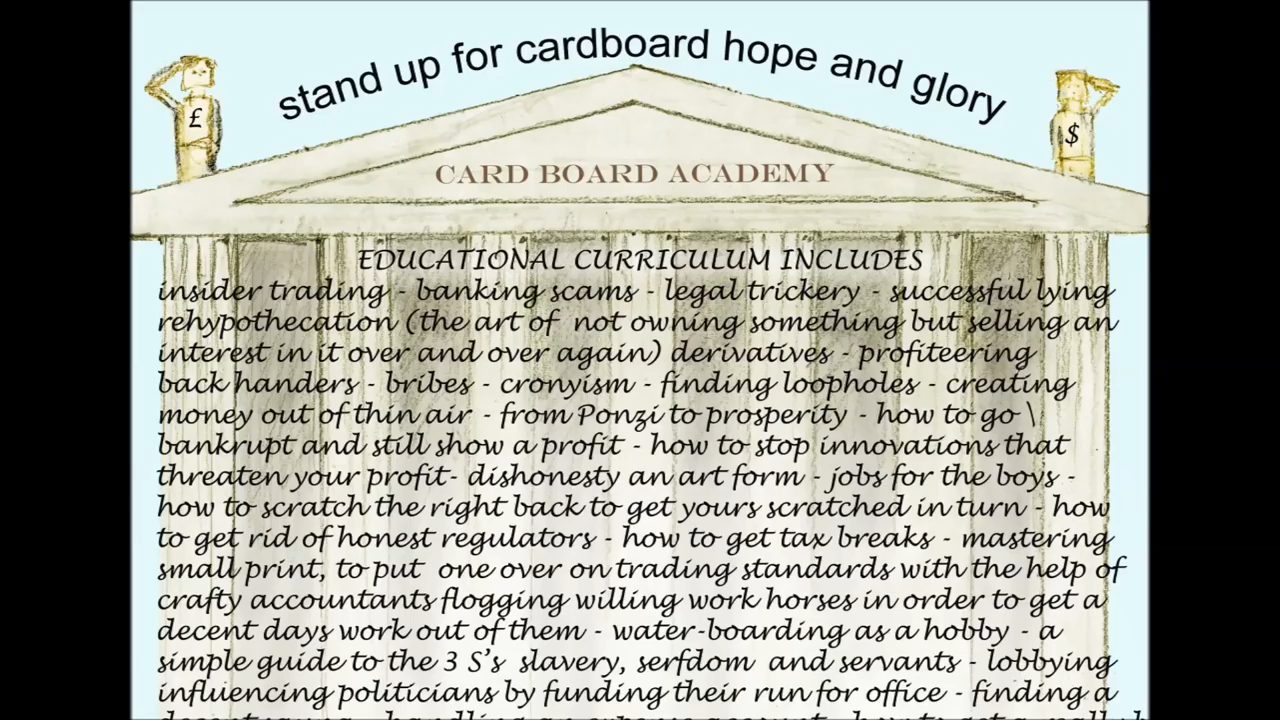 stand up for cardboard hope and glory
£
$
CARD BOARD ACADEMY
EDUCATIONAL CURRICULUM INCLUDES
insider trading - banking scams - legal trickery - successful lying
rehypothecation (the art of not owning something but selling an
interest in it over and over again) derivatives - profiteering
back handers - bribes - cronyism - finding loopholes - creating
money out of thin air - from Ponzi to prosperity - how to go \
bankrupt and still show a profit - how to stop innovations that
threaten your profit- dishonesty an art form - jobs for the boys -
how to scratch the right back to get yours scratched in turn - how
to get rid of honest regulators - how to get tax breaks - mastering
small print, to put one over on trading standards with the help of
crafty accountants flogging willing work horses in order to get a
decent days work out of them - water-boarding as a hobby - a
simple guide to the 3 S's slavery, serfdom and servants - lobbying
influencing politicians by funding their run for office - finding a